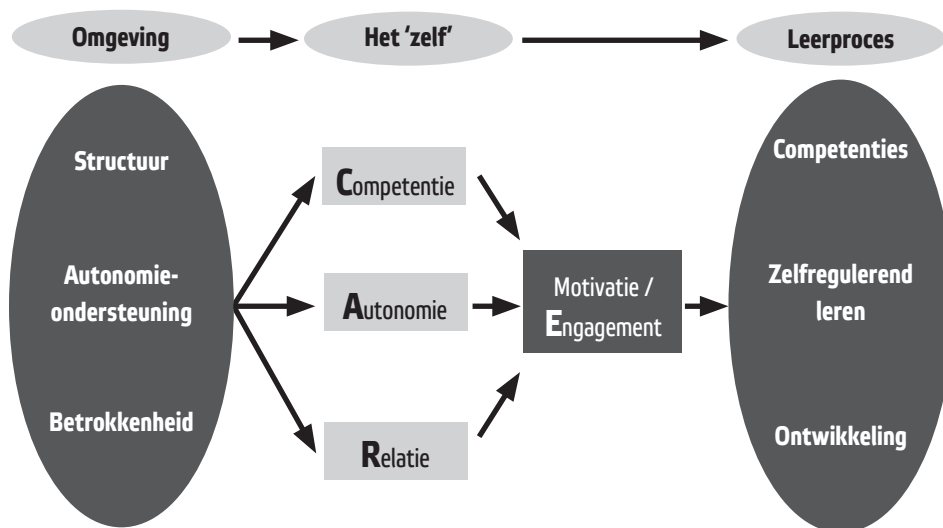 Omgeving
Het ‘zelf’
Leerproces
Structuur
Autonomie-
ondersteuning
Betrokkenheid
Competentie
Autonomie
Relatie
Motivatie /
Engagement
Competenties
Zelfregulerend
leren
Ontwikkeling